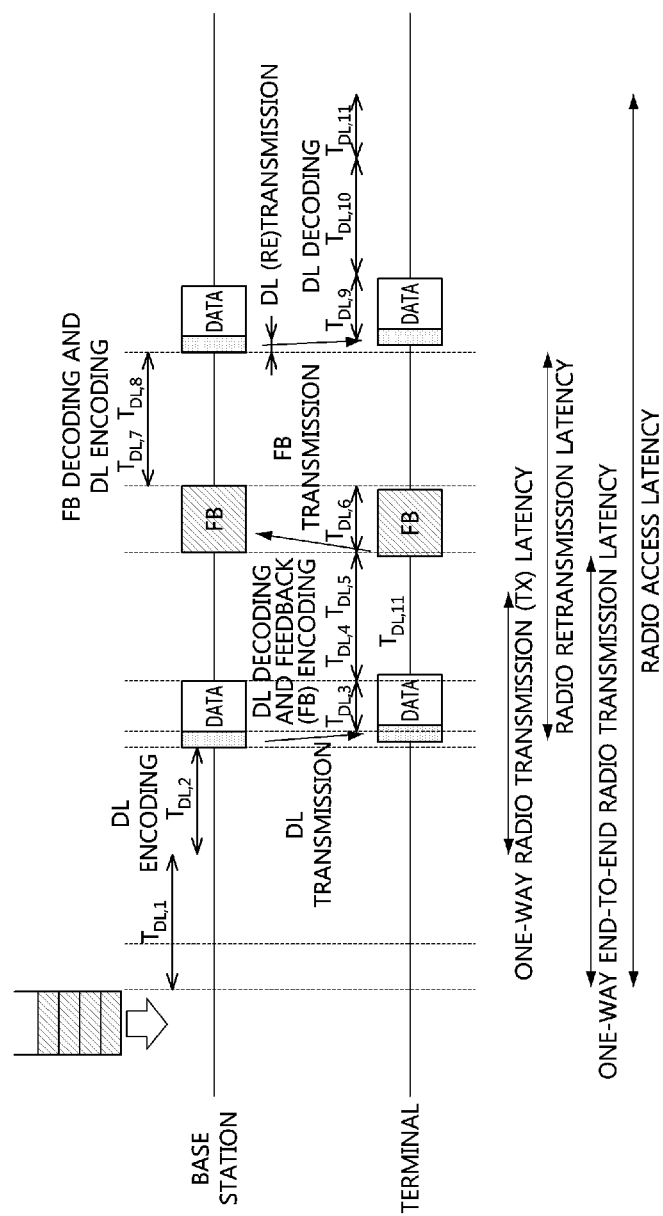 FB DECODING AND
DL ENCODING
T_DL,7 T_DL,8
DL
ENCODING
T_DL,2
T_DL,1
BASE
STATION
DATA
FB
DATA
DL
TRANSMISSION
DL DECODING
AND FEEDBACK
(FB) ENCODING
T_DL,3
T_DL,4 T_DL,5
T_DL,11
FB
TRANSMISSION
T_DL,6
DL (RE)TRANSMISSION
DL DECODING
T_DL,9
T_DL,10
T_DL,11
TERMINAL
DATA
FB
DATA
ONE-WAY RADIO TRANSMISSION (TX) LATENCY
RADIO RETRANSMISSION LATENCY
ONE-WAY END-TO-END RADIO TRANSMISSION LATENCY
RADIO ACCESS LATENCY